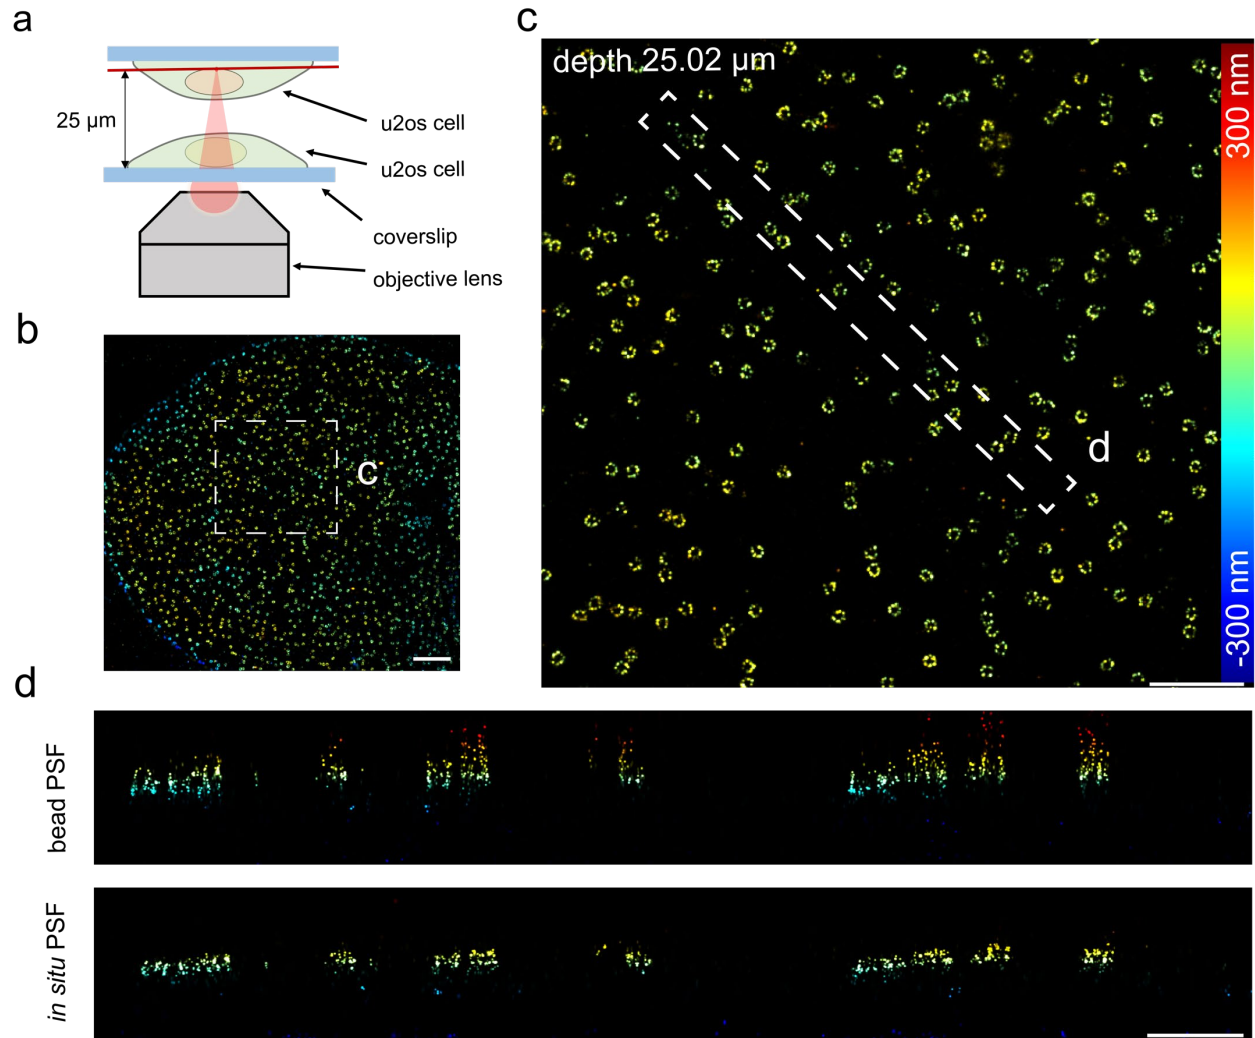 a
25 μm
u2os cell
u2os cell
coverslip
objective lens
b
c
c
depth 25.02 μm
d
300 nm
-300 nm
d
bead PSF
in situ PSF